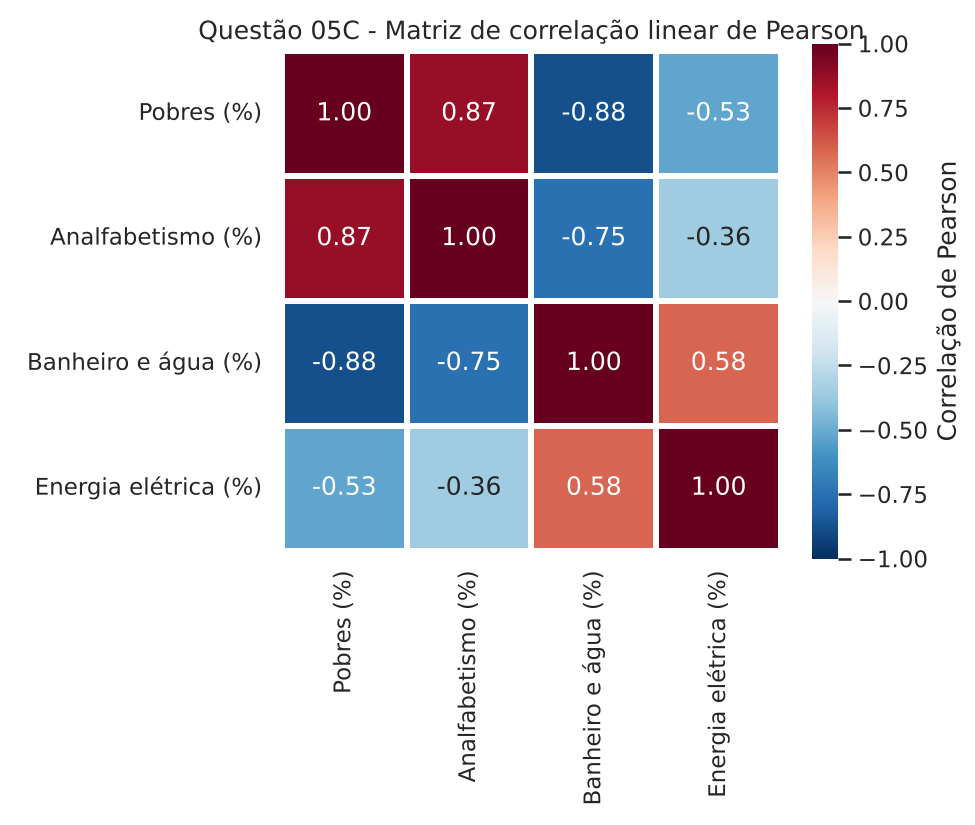 Questão 05C - Matriz de correlação linear de Pearson
Pobres (%) 1.00 0.87 -0.88 -0.53
Analfabetismo (%) 0.87 1.00 -0.75 -0.36
Banheiro e água (%) -0.88 -0.75 1.00 0.58
Energia elétrica (%) -0.53 -0.36 0.58 1.00
Pobres (%)
Analfabetismo (%)
Banheiro e água (%)
Energia elétrica (%)
1.00
0.75
0.50
0.25
0.00
−0.25
−0.50
−0.75
−1.00
Correlação de Pearson